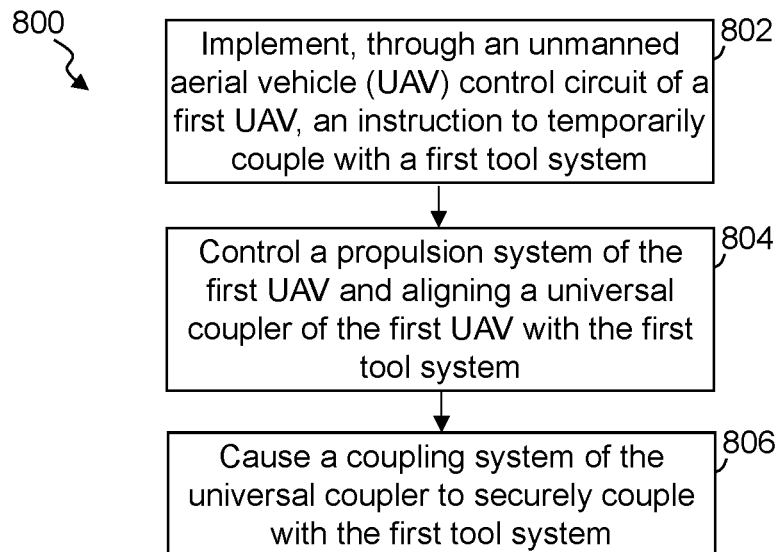 800
Implement, through an unmanned
aerial vehicle (UAV) control circuit of a
first UAV, an instruction to temporarily
couple with a first tool system
802
Control a propulsion system of the
first UAV and aligning a universal
coupler of the first UAV with the first
tool system
804
Cause a coupling system of the
universal coupler to securely couple
with the first tool system
806